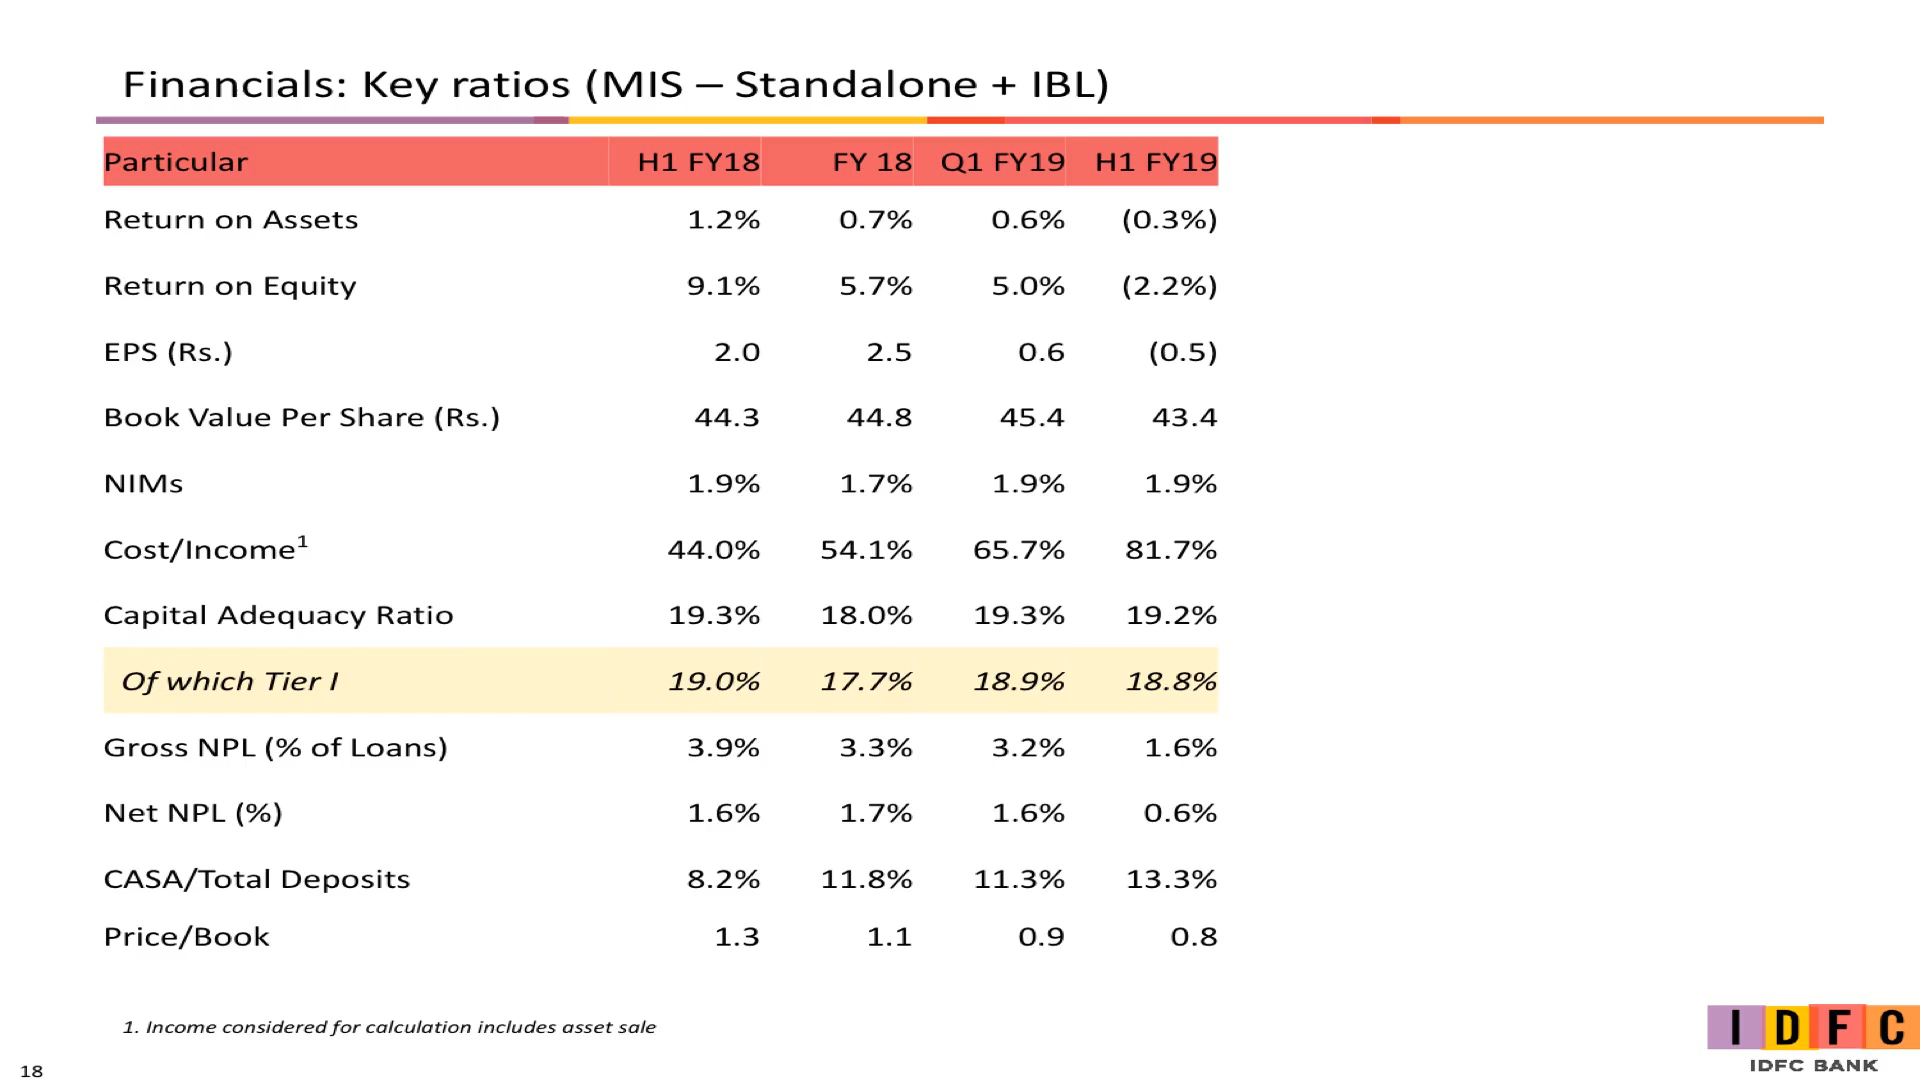 Financials: Key ratios (MIS – Standalone + IBL)
Particular H1 FY18 FY 18 Q1 FY19 H1 FY19
Return on Assets 1.2% 0.7% 0.6% (0.3%)
Return on Equity 9.1% 5.7% 5.0% (2.2%)
EPS (Rs.) 2.0 2.5 0.6 (0.5)
Book Value Per Share (Rs.) 44.3 44.8 45.4 43.4
NIMs 1.9% 1.7% 1.9% 1.9%
Cost/Income¹ 44.0% 54.1% 65.7% 81.7%
Capital Adequacy Ratio 19.3% 18.0% 19.3% 19.2%
Of which Tier I 19.0% 17.7% 18.9% 18.8%
Gross NPL (% of Loans) 3.9% 3.3% 3.2% 1.6%
Net NPL (%) 1.6% 1.7% 1.6% 0.6%
CASA/Total Deposits 8.2% 11.8% 11.3% 13.3%
Price/Book 1.3 1.1 0.9 0.8
1. Income considered for calculation includes asset sale
IDFC
IDFC BANK
18